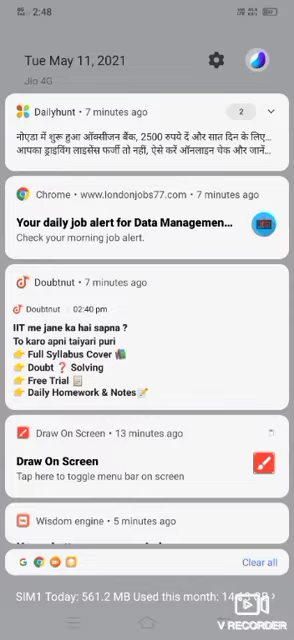 2:48
Tue May 11, 2021
Jio 4G
Dailyhunt • 7 minutes ago
2
नोएडा में शुरू हुआ ऑक्सीजन बैंक, 2500 रुपये दें और सात दिन के लिए...
आपका ड्राइविंग लाइसेंस फर्जी तो नहीं, ऐसे करें ऑनलाइन चेक और जानें...
Chrome • www.londonjobs77.com • 7 minutes ago
Your daily job alert for Data Managemen...
Check your morning job alert.
Doubtnut • 7 minutes ago
Doubtnut 02:40 pm
IIT me jane ka hai sapna ?
To karo apni taiyari puri
👉 Full Syllabus Cover 📚
👉 Doubt ❓ Solving
👉 Free Trial 📋
👉 Daily Homework & Notes📝
Draw On Screen • 13 minutes ago
Draw On Screen
Tap here to toggle menu bar on screen
Wisdom engine • 5 minutes ago
Clear all
SIM1 Today: 561.2 MB Used this month:
V RECORDER